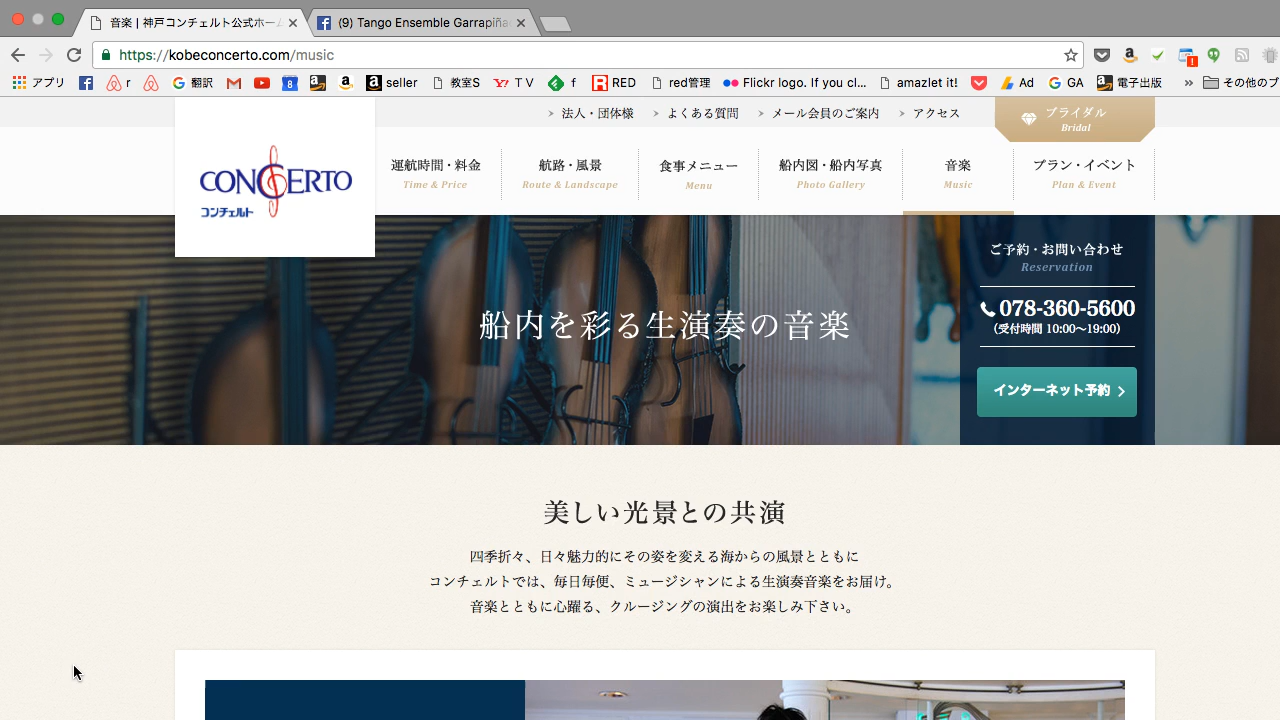 音楽 | 神戸コンチェルト公式ホーム
(9) Tango Ensemble Garrapiña
https://kobeconcerto.com/music
アプリ
r
翻訳
8
seller
教室S
Y! T V
f
RED
red管理
Flickr logo. If you cl...
amazlet it!
Ad
GA
電子出版
»
その他のブ
法人・団体様
よくある質問
メール会員のご案内
アクセス
ブライダル
Bridal
CONCERTO
コンチェルト
運航時間・料金
Time & Price
航路・風景
Route & Landscape
食事メニュー
Menu
船内図・船内写真
Photo Gallery
音楽
Music
プラン・イベント
Plan & Event
船内を彩る生演奏の音楽
ご予約・お問い合わせ
Reservation
078-360-5600
（受付時間 10:00〜19:00）
インターネット予約
美しい光景との共演
四季折々、日々魅力的にその姿を変える海からの風景とともに
コンチェルトでは、毎日毎便、ミュージシャンによる生演奏音楽をお届け。
音楽とともに心躍る、クルージングの演出をお楽しみ下さい。